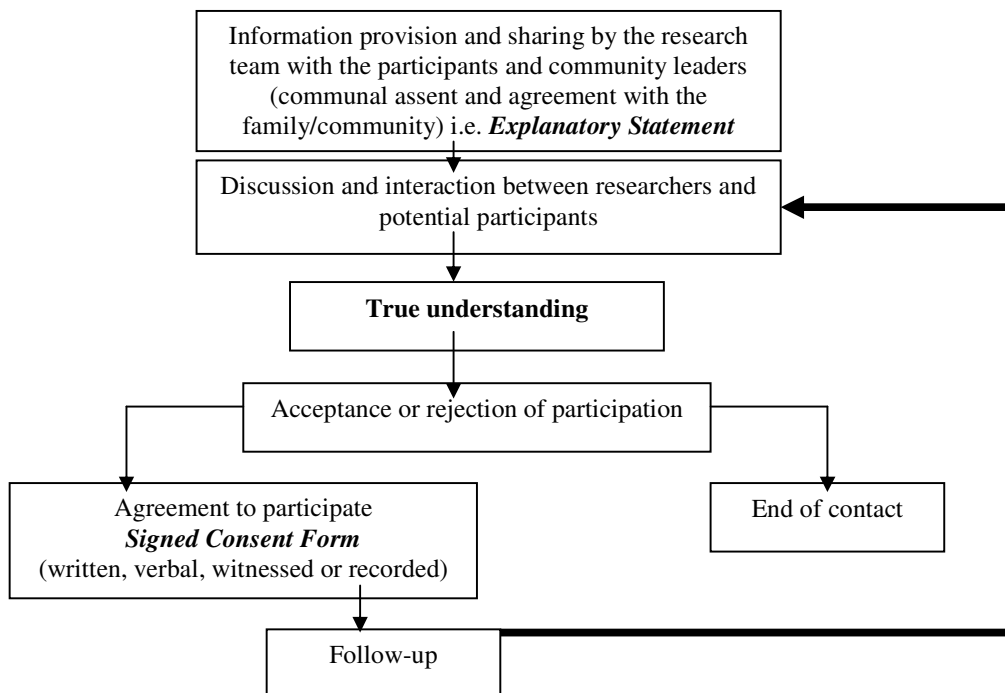 Information provision and sharing by the research
team with the participants and community leaders
(communal assent and agreement with the
family/community) i.e. Explanatory Statement
Discussion and interaction between researchers and
potential participants
True understanding
Acceptance or rejection of participation
Agreement to participate
Signed Consent Form
(written, verbal, witnessed or recorded)
End of contact
Follow-up